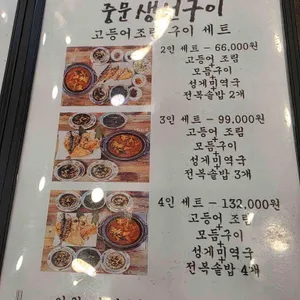 중문생선구이
고등어조림 구이 세트
2인 세트 - 66,000원
고등어 조림
+
모듬구이
+
성게미역국
+
전복솥밥 2개
3인 세트 - 99,000원
고등어 조림
+
모듬구이
+
성게미역국
+
전복솥밥 3개
4인 세트 - 132,000원
고등어 조림
+
모듬구이
+
성게미역국
+
전복솥밥 4개